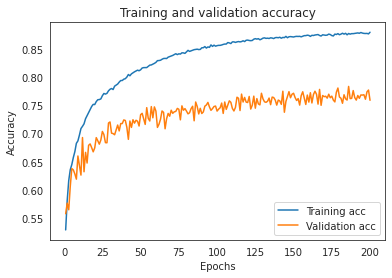 Training and validation accuracy
Accuracy
0.85
0.80
0.75
0.70
0.65
0.60
0.55
Training acc
Validation acc
0 25 50 75 100 125 150 175 200
Epochs